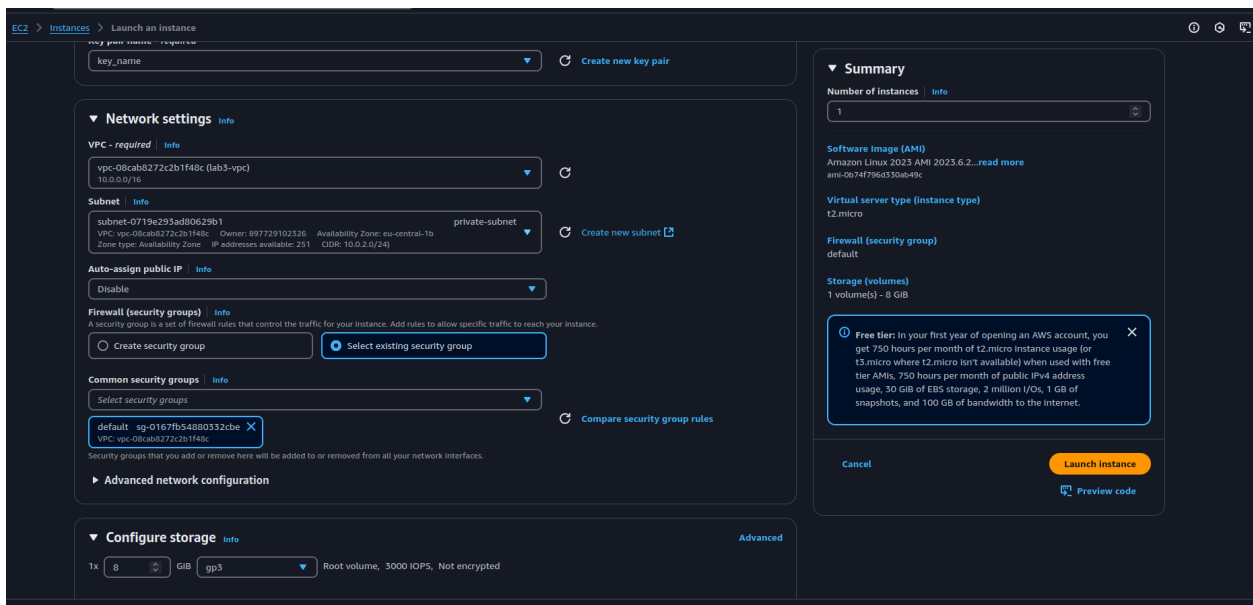 EC2 > Instances > Launch an instance
Key pair name - required
key_name
Create new key pair
Network settings Info
VPC - required Info
vpc-08cab8272c2b1f48c (lab3-vpc)
10.0.0.0/16
Subnet Info
subnet-0719e293ad80629b1 private-subnet
VPC: vpc-08cab8272c2b1f48c Owner: 897729102326 Availability Zone: eu-central-1b
Zone type: Availability Zone IP addresses available: 251 CIDR: 10.0.2.0/24)
Create new subnet
Auto-assign public IP Info
Disable
Firewall (security groups) Info
A security group is a set of firewall rules that control the traffic for your instance. Add rules to allow specific traffic to reach your instance.
Create security group
Select existing security group
Common security groups Info
Select security groups
default sg-0167fb54880332cbe
VPC: vpc-08cab8272c2b1f48c
Compare security group rules
Security groups that you add or remove here will be added to or removed from all your network interfaces.
Advanced network configuration
Configure storage Info
Advanced
1x 8 GiB gp3 Root volume, 3000 IOPS, Not encrypted
Summary
Number of instances Info
1
Software Image (AMI)
Amazon Linux 2023 AMI 2023.6.2...read more
ami-0b74f796d330ab49c
Virtual server type (instance type)
t2.micro
Firewall (security group)
default
Storage (volumes)
1 volume(s) - 8 GiB
Free tier: In your first year of opening an AWS account, you
get 750 hours per month of t2.micro instance usage (or
t3.micro where t2.micro isn't available) when used with free
tier AMIs, 750 hours per month of public IPv4 address
usage, 30 GiB of EBS storage, 2 million I/Os, 1 GB of
snapshots, and 100 GB of bandwidth to the internet.
Cancel
Launch instance
Preview code